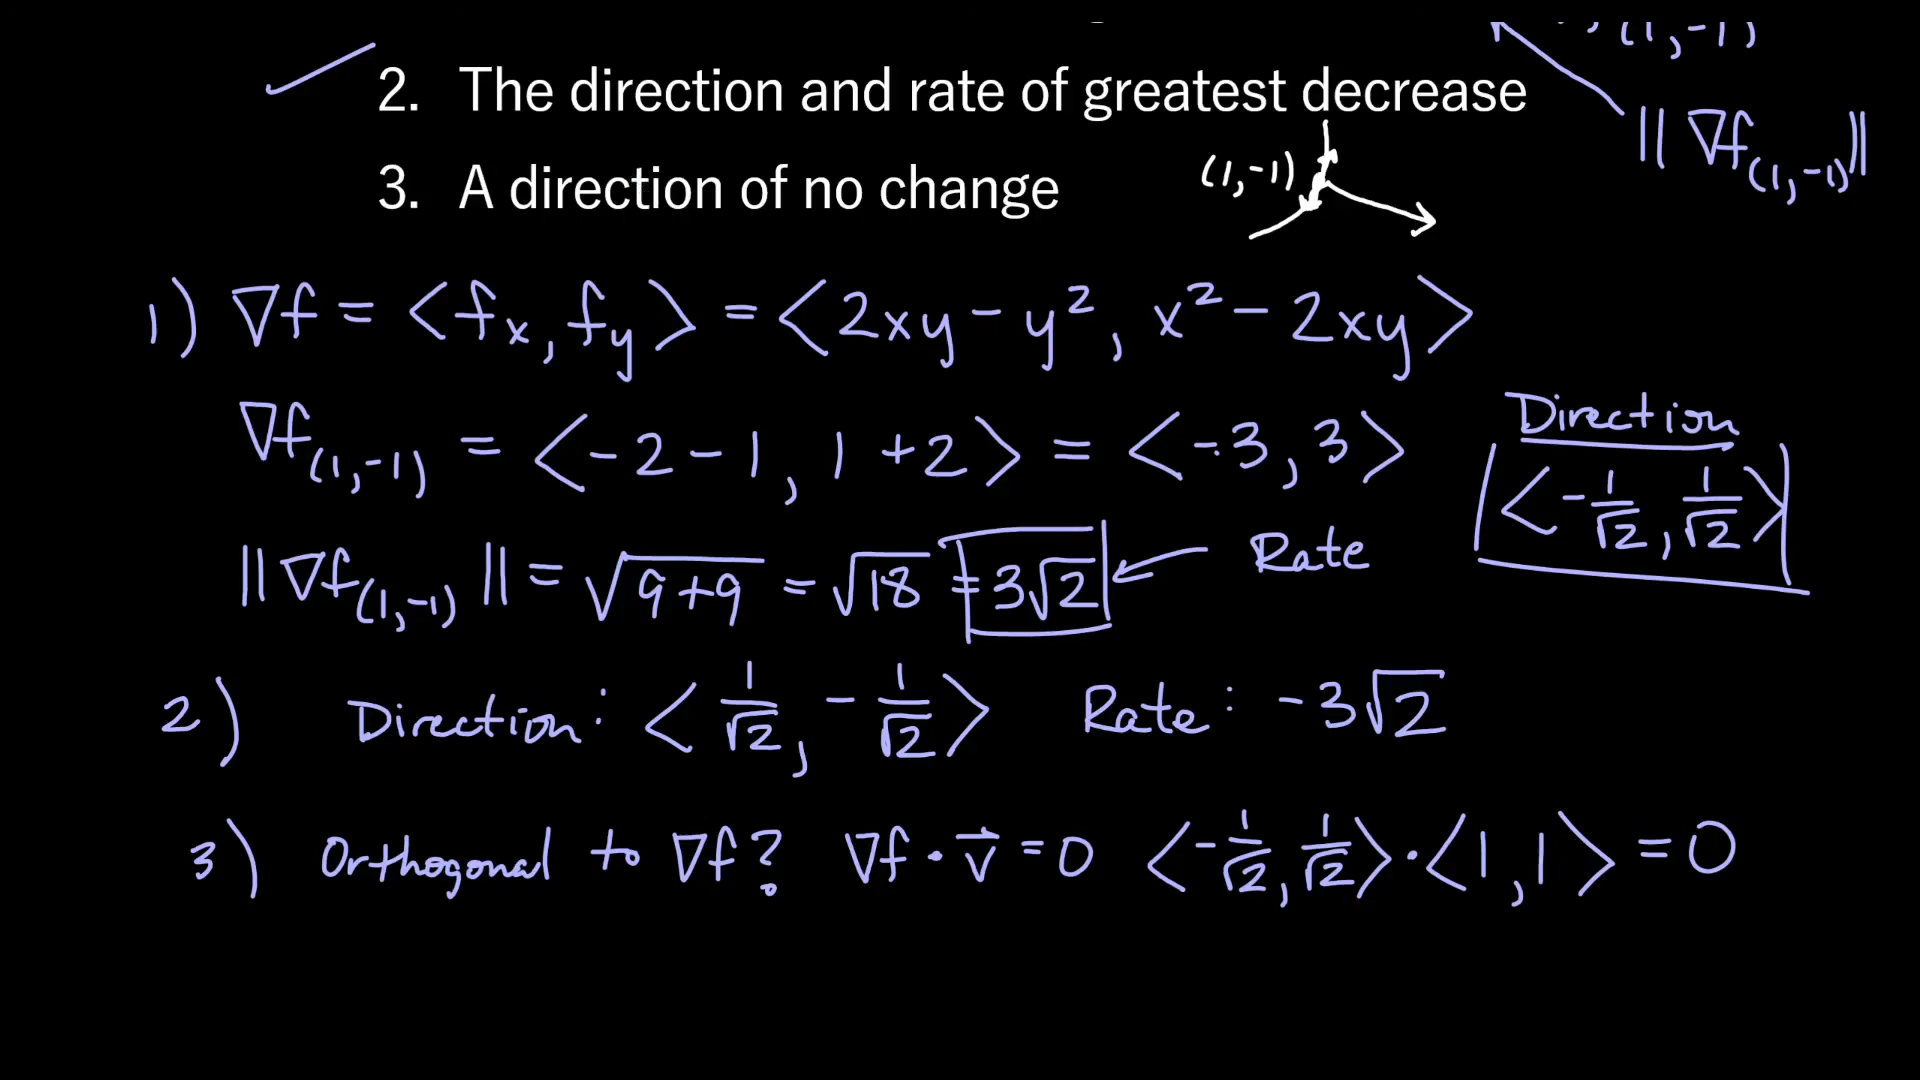 (1,-1)
2. The direction and rate of greatest decrease
‖∇f(1,-1)‖
3. A direction of no change
(1,-1)
1) ∇f = <fx, fy> = <2xy - y², x² - 2xy>
∇f(1,-1) = <-2 - 1, 1 + 2> = <-3, 3>
Direction
<-1/√2, 1/√2>
‖∇f(1,-1)‖ = √9+9 = √18 = 3√2 ← Rate
2) Direction: <1/√2, -1/√2> Rate: -3√2
3) Orthogonal to ∇f? ∇f · v⃗ = 0 <-1/√2, 1/√2> · <1, 1> = 0